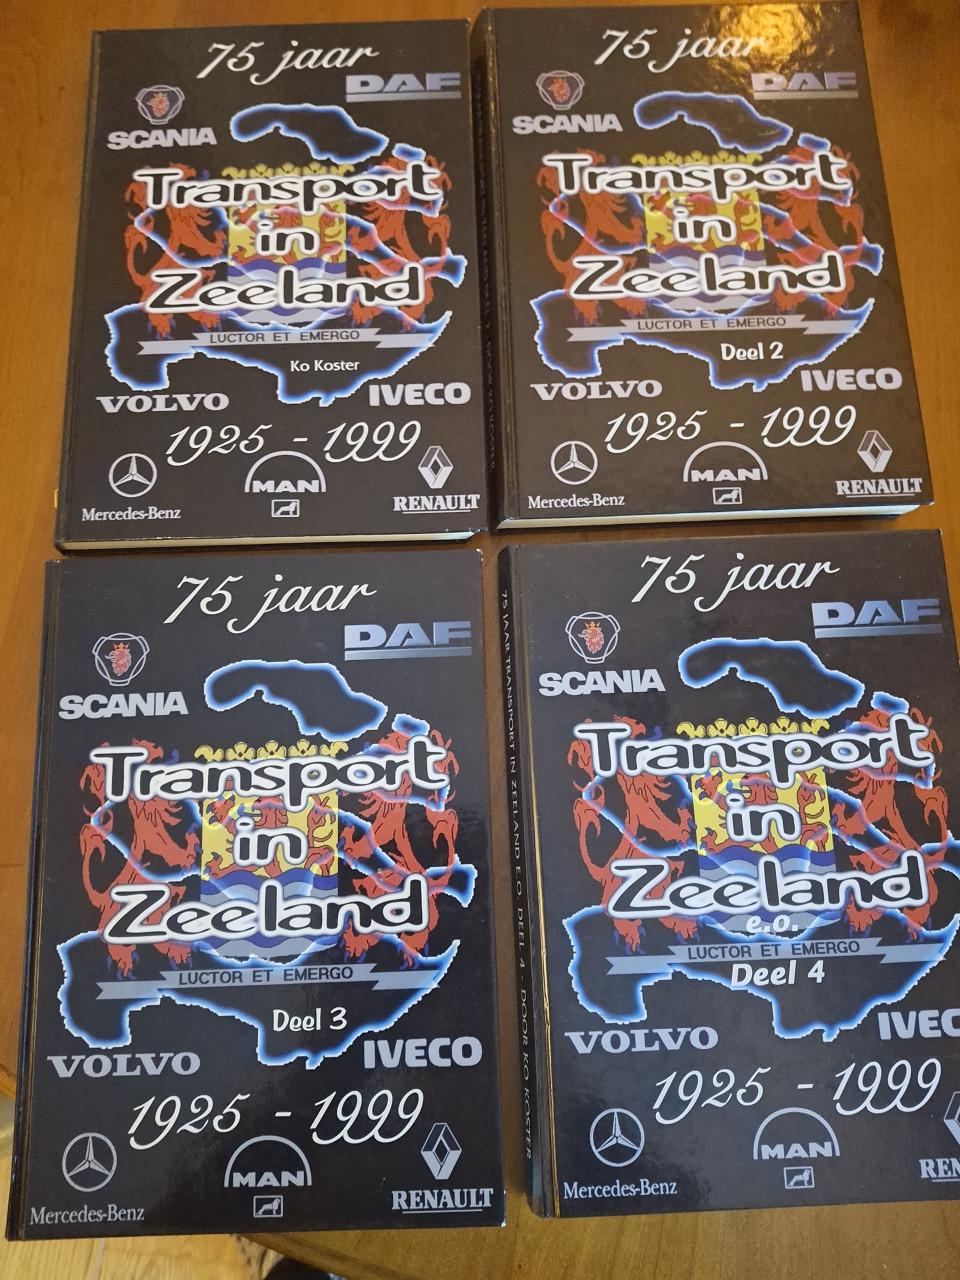 75 jaar
DAF
SCANIA
Transport
in
Zeeland
LUCTOR ET EMERGO
Ko Koster
VOLVO
IVECO
1925 - 1999
Mercedes-Benz
MAN
RENAULT
75 jaar
DAF
SCANIA
Transport
in
Zeeland
LUCTOR ET EMERGO
Deel 2
VOLVO
IVECO
1925 - 1999
Mercedes-Benz
MAN
RENAULT
75 jaar
DAF
SCANIA
Transport
in
Zeeland
LUCTOR ET EMERGO
Deel 3
VOLVO
IVECO
1925 - 1999
Mercedes-Benz
MAN
RENAULT
75 JAAR TRANSPORT IN ZEELAND E.O. DEEL 4 - DOOR KO KOSTER
75 jaar
DAF
SCANIA
Transport
in
Zeeland
e.o.
LUCTOR ET EMERGO
Deel 4
VOLVO
IVEC
1925 - 1999
Mercedes-Benz
MAN
REN